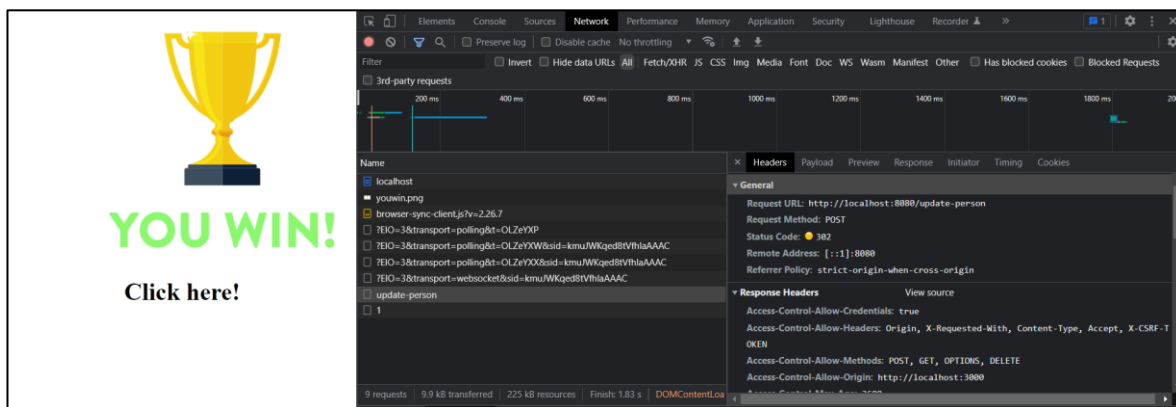 YOU WIN!
Click here!
Elements Console Sources Network Performance Memory Application Security Lighthouse Recorder » 1
Preserve log Disable cache No throttling
Filter Invert Hide data URLs All Fetch/XHR JS CSS Img Media Font Doc WS Wasm Manifest Other Has blocked cookies Blocked Requests
3rd-party requests
200 ms 400 ms 600 ms 800 ms 1000 ms 1200 ms 1400 ms 1600 ms 1800 ms 20
Name
localhost
youwin.png
browser-sync-client.js?v=2.26.7
?EIO=3&transport=polling&t=OLZeYXP
?EIO=3&transport=polling&t=OLZeYXW&sid=kmuJWKqed8tVfhlaAAAC
?EIO=3&transport=polling&t=OLZeYXX&sid=kmuJWKqed8tVfhlaAAAC
?EIO=3&transport=websocket&sid=kmuJWKqed8tVfhlaAAAC
update-person
1
9 requests 9.9 kB transferred 225 kB resources Finish: 1.83 s DOMContentLoa
× Headers Payload Preview Response Initiator Timing Cookies
General
Request URL: http://localhost:8080/update-person
Request Method: POST
Status Code: 302
Remote Address: [::1]:8080
Referrer Policy: strict-origin-when-cross-origin
Response Headers View source
Access-Control-Allow-Credentials: true
Access-Control-Allow-Headers: Origin, X-Requested-With, Content-Type, Accept, X-CSRF-T
OKEN
Access-Control-Allow-Methods: POST, GET, OPTIONS, DELETE
Access-Control-Allow-Origin: http://localhost:3000
Access-Control-Max-Age: 3600